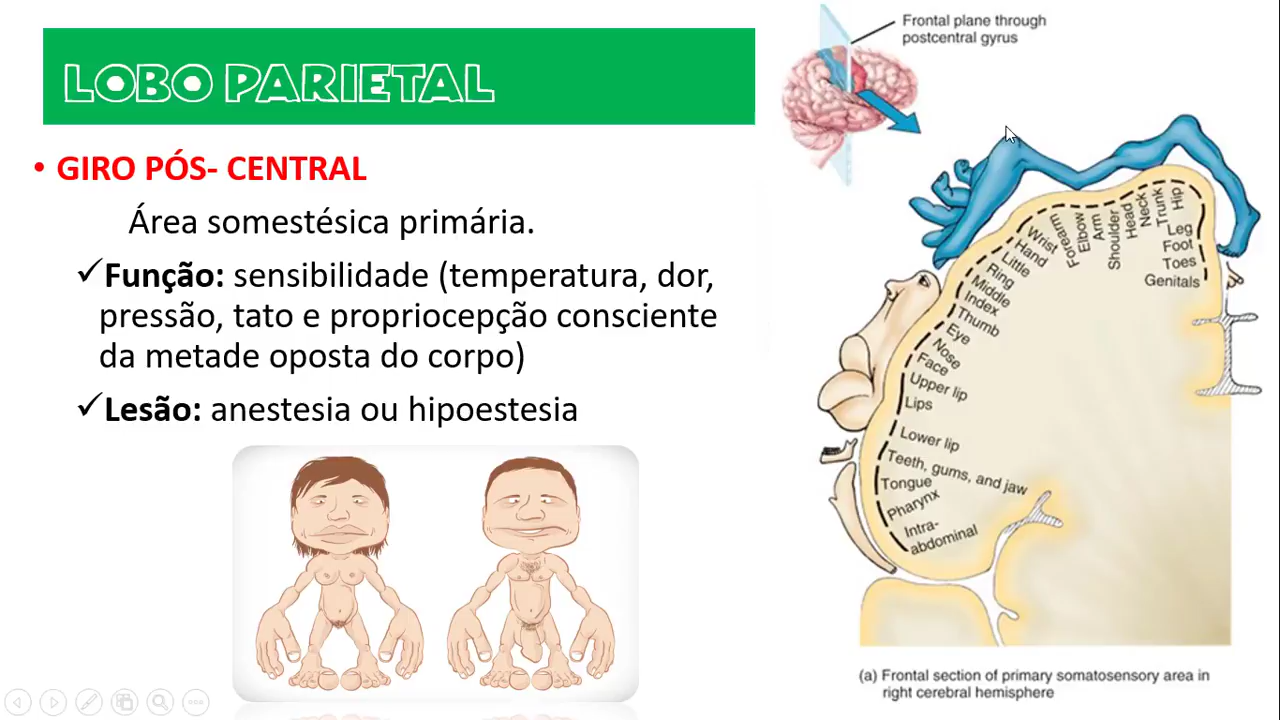 LOBO PARIETAL
• GIRO PÓS- CENTRAL
Área somestésica primária.
✓Função: sensibilidade (temperatura, dor,
pressão, tato e propriocepção consciente
da metade oposta do corpo)
✓Lesão: anestesia ou hipoestesia
Frontal plane through
postcentral gyrus
Hip
Trunk
Neck
Head
Shoulder
Arm
Elbow
Forearm
Wrist
Hand
Little
Ring
Middle
Index
Thumb
Eye
Nose
Face
Upper lip
Lips
Lower lip
Teeth, gums, and jaw
Tongue
Pharynx
Intra-
abdominal
Leg
Foot
Toes
Genitals
(a) Frontal section of primary somatosensory area in
right cerebral hemisphere